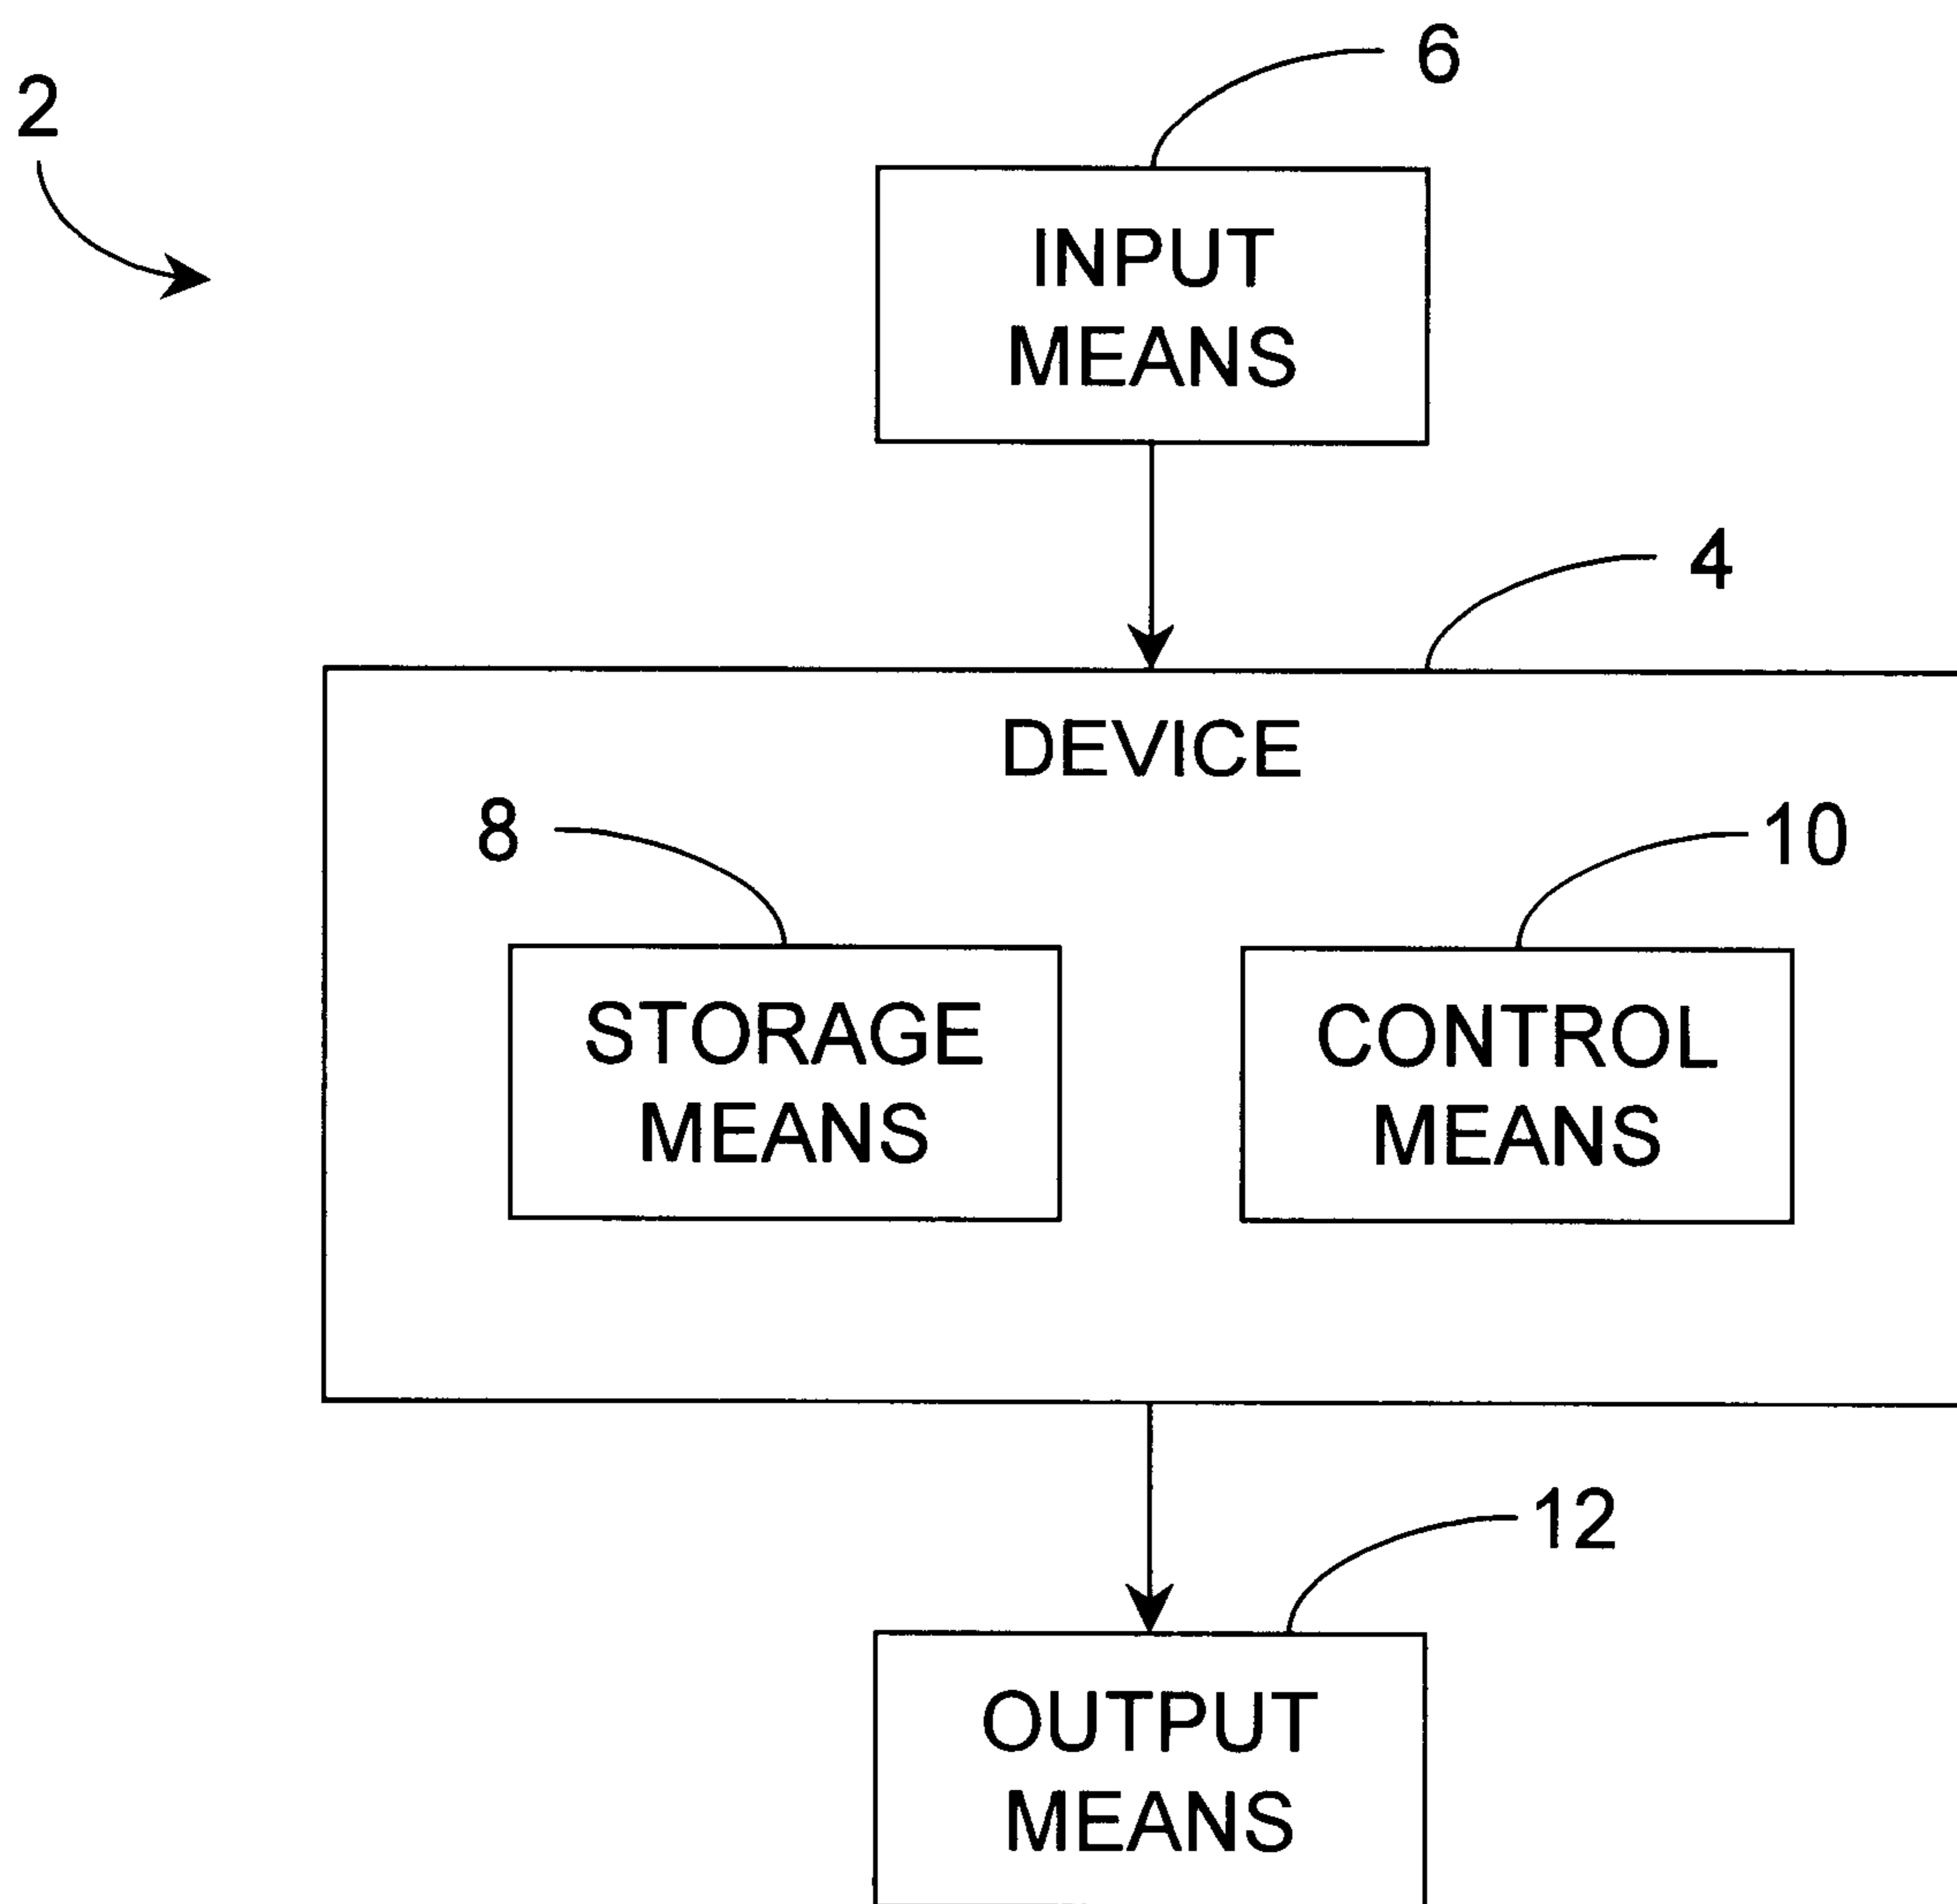 6
2
INPUT
MEANS
4
DEVICE
8
10
STORAGE
MEANS
CONTROL
MEANS
12
OUTPUT
MEANS